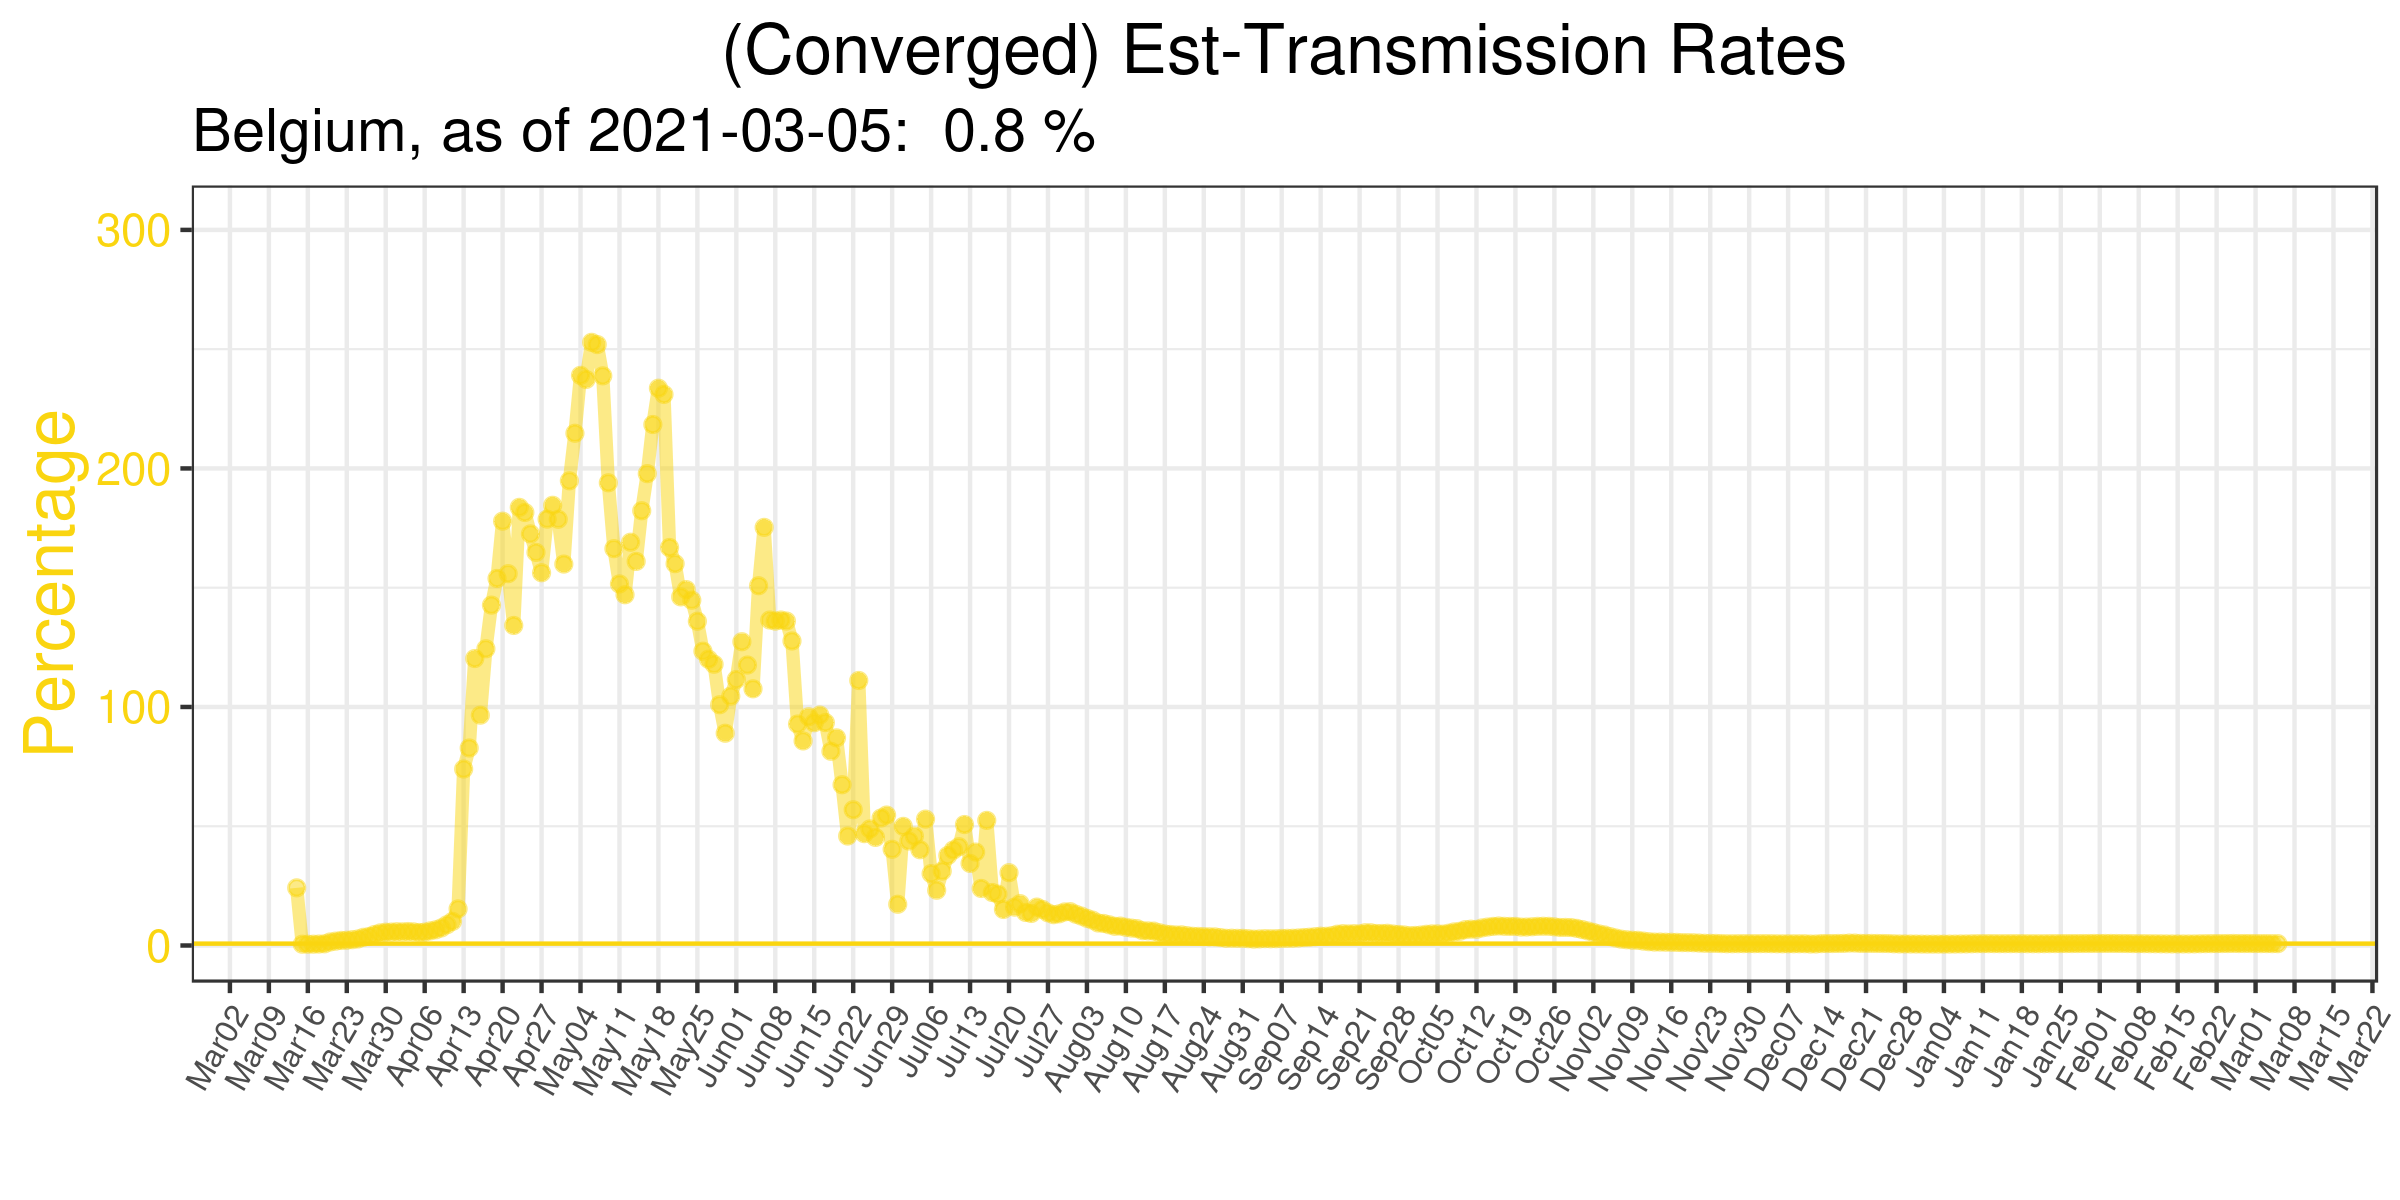 (Converged) Est-Transmission Rates
Belgium, as of 2021-03-05:  0.8 %
Percentage
300
200
100
0
Mar02
Mar09
Mar16
Mar23
Mar30
Apr06
Apr13
Apr20
Apr27
May04
May11
May18
May25
Jun01
Jun08
Jun15
Jun22
Jun29
Jul06
Jul13
Jul20
Jul27
Aug03
Aug10
Aug17
Aug24
Aug31
Sep07
Sep14
Sep21
Sep28
Oct05
Oct12
Oct19
Oct26
Nov02
Nov09
Nov16
Nov23
Nov30
Dec07
Dec14
Dec21
Dec28
Jan04
Jan11
Jan18
Jan25
Feb01
Feb08
Feb15
Feb22
Mar01
Mar08
Mar15
Mar22